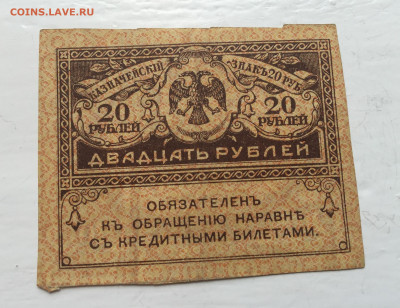 COINS.ЛАВЕ.RU
КАЗНАЧЕЙСКІЙ ЗНАКЪ 20 РУБ
20 20
РУБЛЕЙ РУБЛЕЙ
ДВАДЦАТЬ РУБЛЕЙ
ОБЯЗАТЕЛЕНЪ
КЪ ОБРАЩЕНІЮ НАРАВНѢ
СЪ КРЕДИТНЫМИ БИЛЕТАМИ.